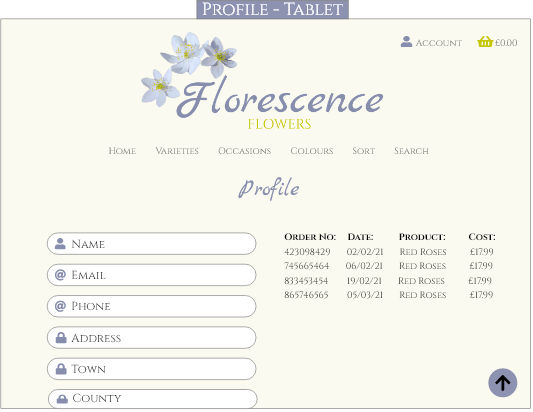 Profile - Tablet
Account £0.00
Florescence
FLOWERS
Home Varieties Occasions Colours Sort Search
Profile
Name
Email
Phone
Address
Town
County
Order No: Date: Product: Cost:
423098429 02/02/21 Red Roses £17.99
745665464 06/02/21 Red Roses £17.99
833453454 19/02/21 Red Roses £17.99
865746565 05/03/21 Red Roses £17.99